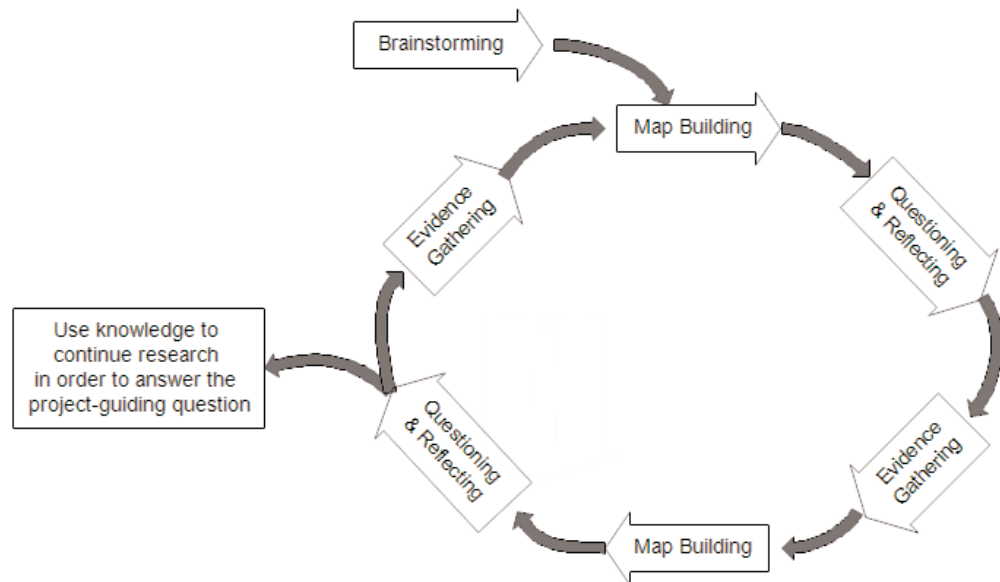 Brainstorming
Map Building
Questioning
& Reflecting
Evidence
Gathering
Map Building
Questioning
& Reflecting
Evidence
Gathering
Use knowledge to
continue research
in order to answer the
project-guiding question